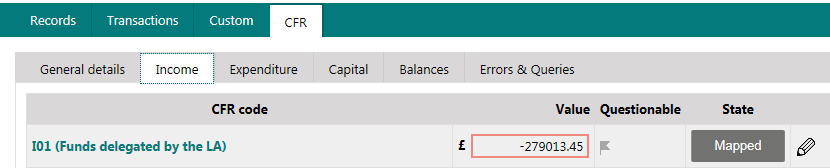 Records Transactions Custom CFR
General details Income Expenditure Capital Balances Errors & Queries
CFR code Value Questionable State
I01 (Funds delegated by the LA) £ -279013.45 Mapped